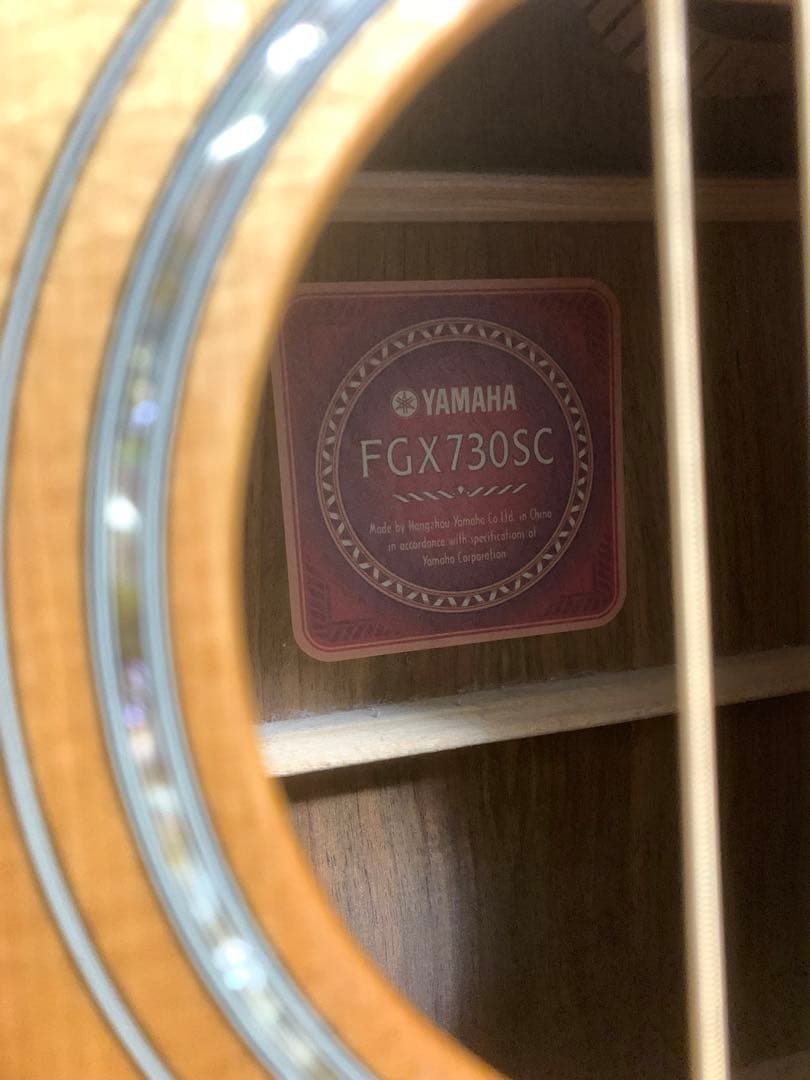 YAMAHA
FGX730SC
Made by Hangzhou Yamaha Co.Ltd. in China
in accordance with specifications of
Yamaha Corporation